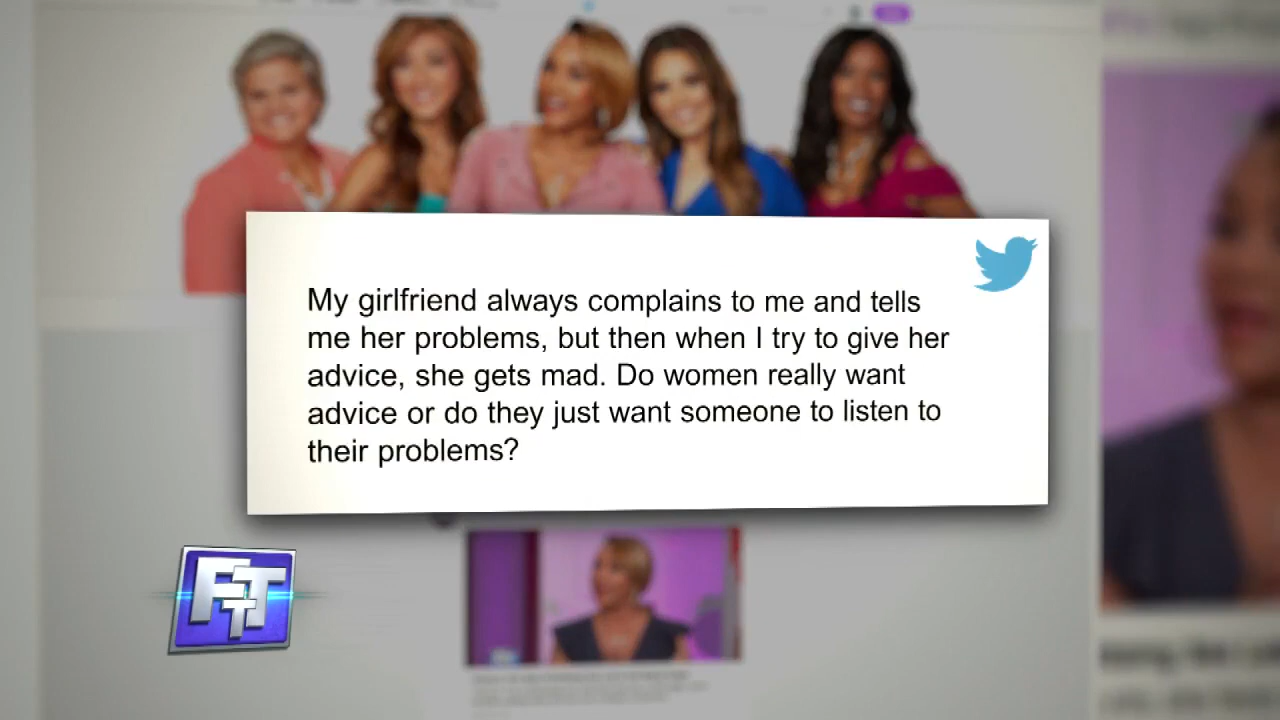 My girlfriend always complains to me and tells
me her problems, but then when I try to give her
advice, she gets mad. Do women really want
advice or do they just want someone to listen to
their problems?
FTT